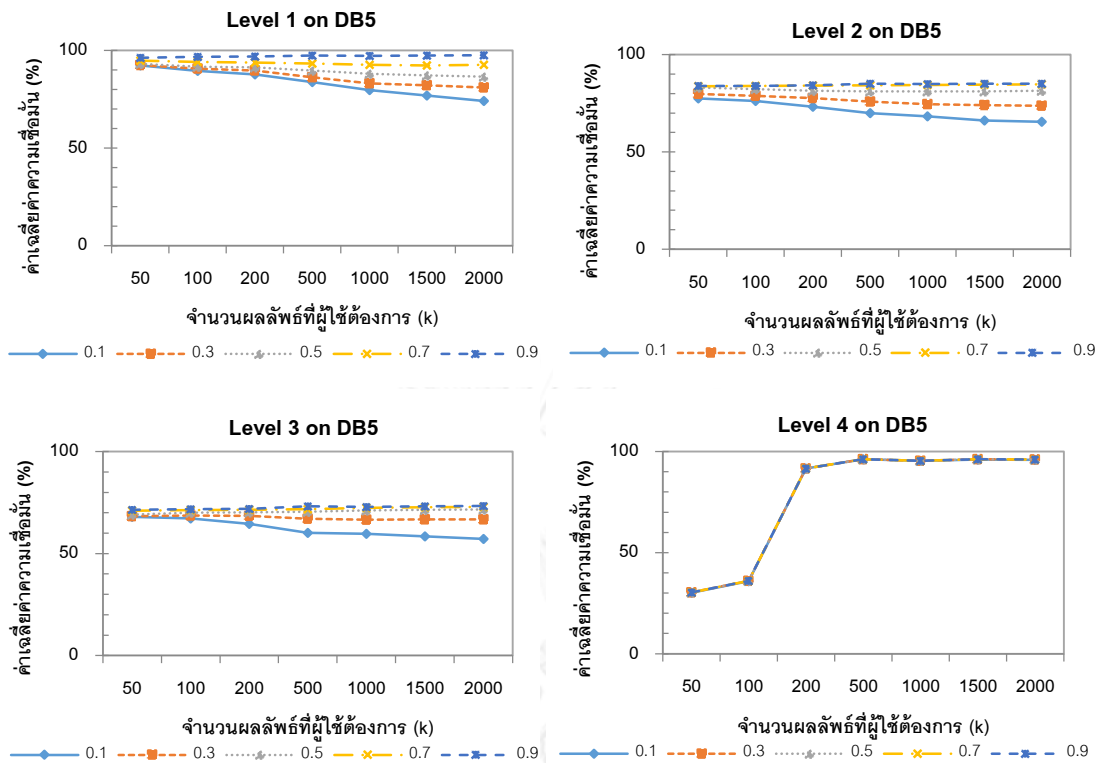 Level 1 on DB5
100
50
0
ค่าเฉลี่ยค่าความเชื่อมั่น (%)
50 100 200 500 1000 1500 2000
จำนวนผลลัพธ์ที่ผู้ใช้ต้องการ (k)
0.1 0.3 0.5 0.7 0.9
Level 2 on DB5
100
50
0
ค่าเฉลี่ยค่าความเชื่อมั่น (%)
50 100 200 500 1000 1500 2000
จำนวนผลลัพธ์ที่ผู้ใช้ต้องการ (k)
0.1 0.3 0.5 0.7 0.9
Level 3 on DB5
100
50
0
ค่าเฉลี่ยค่าความเชื่อมั่น (%)
50 100 200 500 1000 1500 2000
จำนวนผลลัพธ์ที่ผู้ใช้ต้องการ (k)
0.1 0.3 0.5 0.7 0.9
Level 4 on DB5
100
50
0
ค่าเฉลี่ยค่าความเชื่อมั่น (%)
50 100 200 500 1000 1500 2000
จำนวนผลลัพธ์ที่ผู้ใช้ต้องการ (k)
0.1 0.3 0.5 0.7 0.9